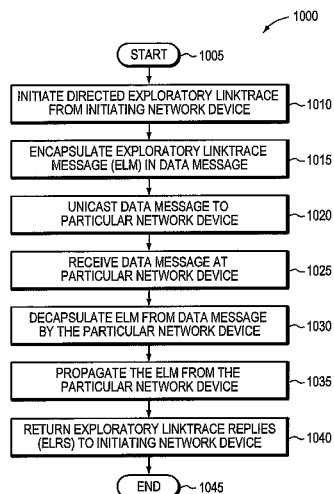 1000
START
1005
INITIATE DIRECTED EXPLORATORY LINKTRACE
FROM INITIATING NETWORK DEVICE
1010
ENCAPSULATE EXPLORATORY LINKTRACE
MESSAGE (ELM) IN DATA MESSAGE
1015
UNICAST DATA MESSAGE TO
PARTICULAR NETWORK DEVICE
1020
RECEIVE DATA MESSAGE AT
PARTICULAR NETWORK DEVICE
1025
DECAPSULATE ELM FROM DATA MESSAGE
BY THE PARTICULAR NETWORK DEVICE
1030
PROPAGATE THE ELM FROM THE
PARTICULAR NETWORK DEVICE
1035
RETURN EXPLORATORY LINKTRACE REPLIES
(ELRS) TO INITIATING NETWORK DEVICE
1040
END
1045